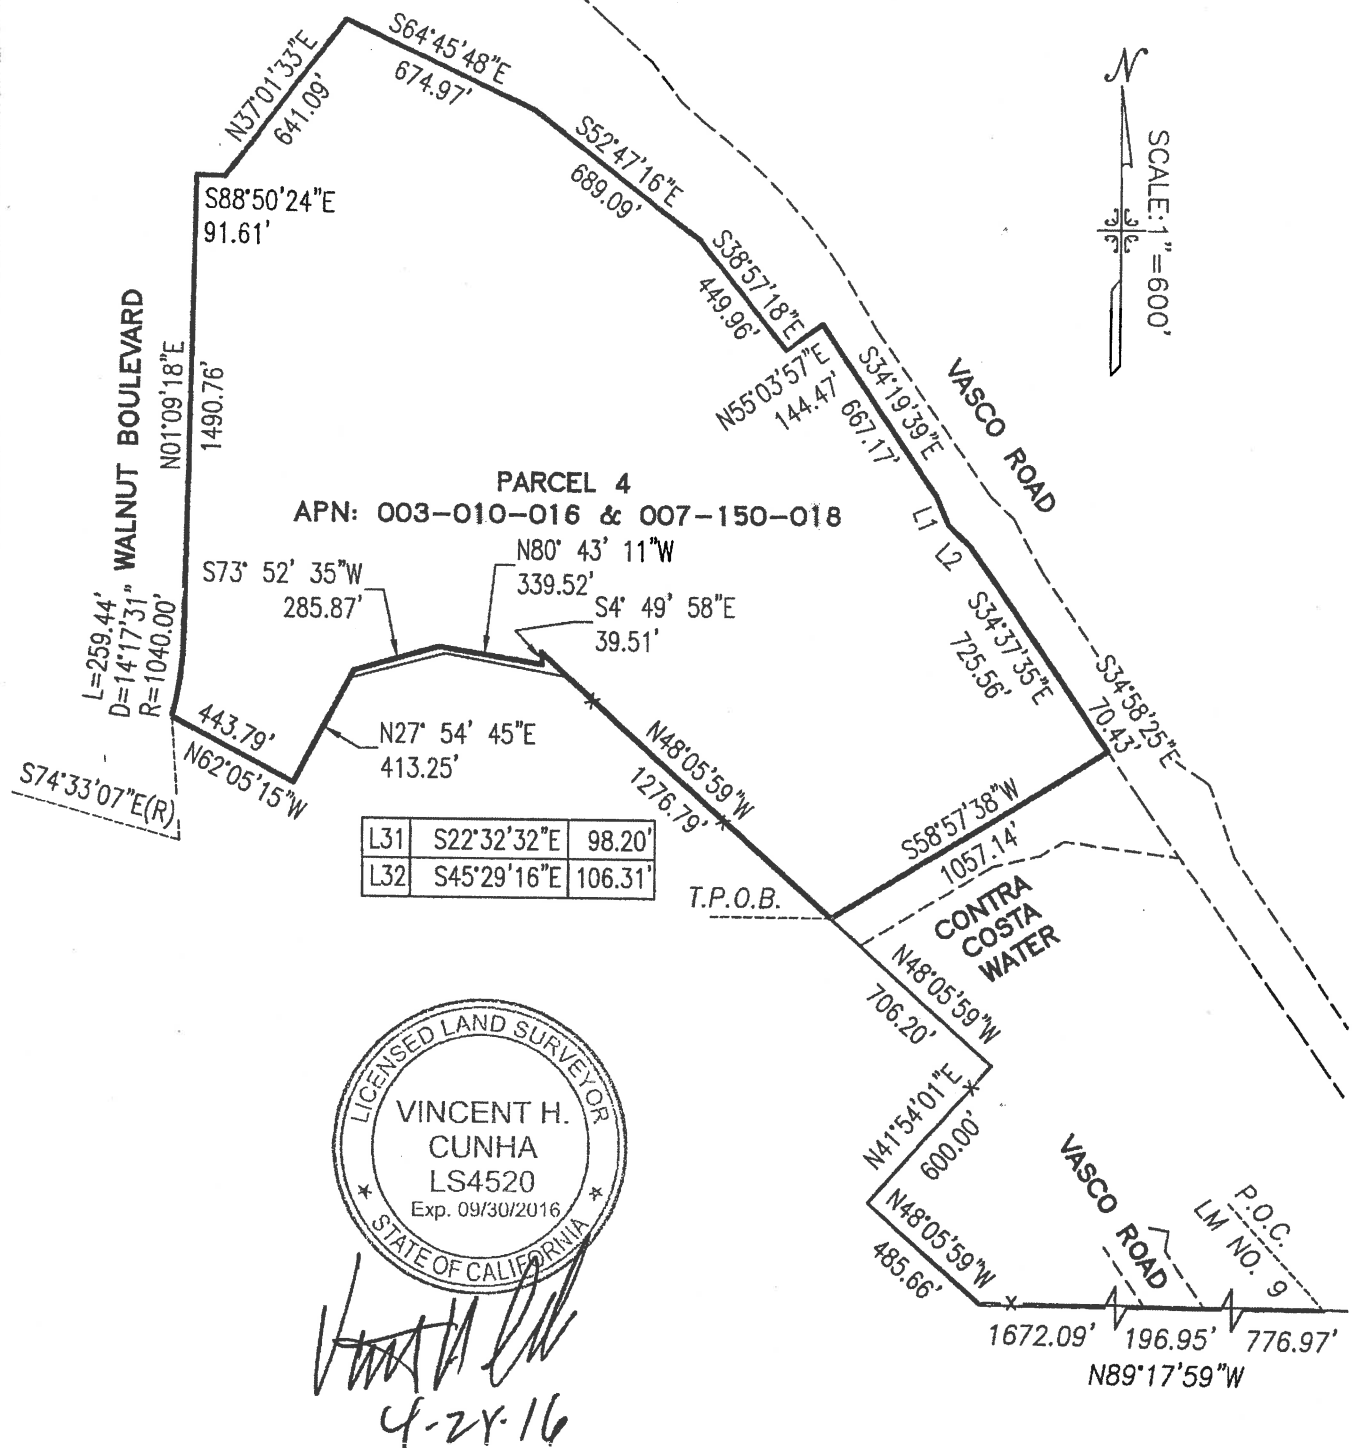 N
SCALE:1"=600'
S64°45'48"E
674.97'
N37°01'33"E
641.09'
S52°47'16"E
689.09'
S88°50'24"E
91.61'
S38°57'18"E
449.96'
N55°03'57"E
144.47'
S34°19'39"E
667.17'
VASCO ROAD
WALNUT BOULEVARD
N01°09'18"E
1490.76'
PARCEL 4
APN: 003-010-016 & 007-150-018
L1
L2
S73° 52' 35"W
285.87'
N80° 43' 11"W
339.52'
S4° 49' 58"E
39.51'
L=259.44'
D=14°17'31"
R=1040.00'
S34°37'35"E
725.56'
S34°58'25"E
70.43'
443.79'
N62°05'15"W
N27° 54' 45"E
413.25'
S74°33'07"E(R)
N48°05'59"W
1276.79'
L31 S22°32'32"E 98.20'
L32 S45°29'16"E 106.31'
S58°57'38"W
1057.14'
T.P.O.B.
CONTRA
COSTA
WATER
N48°05'59"W
706.20'
LICENSED LAND SURVEYOR
VINCENT H.
CUNHA
LS4520
Exp. 09/30/2016
STATE OF CALIFORNIA
N41°54'01"E
600.00'
N48°05'59"W
485.66'
VASCO
ROAD
P.O.C.
LM NO. 9
1672.09' 196.95' 776.97'
N89°17'59"W